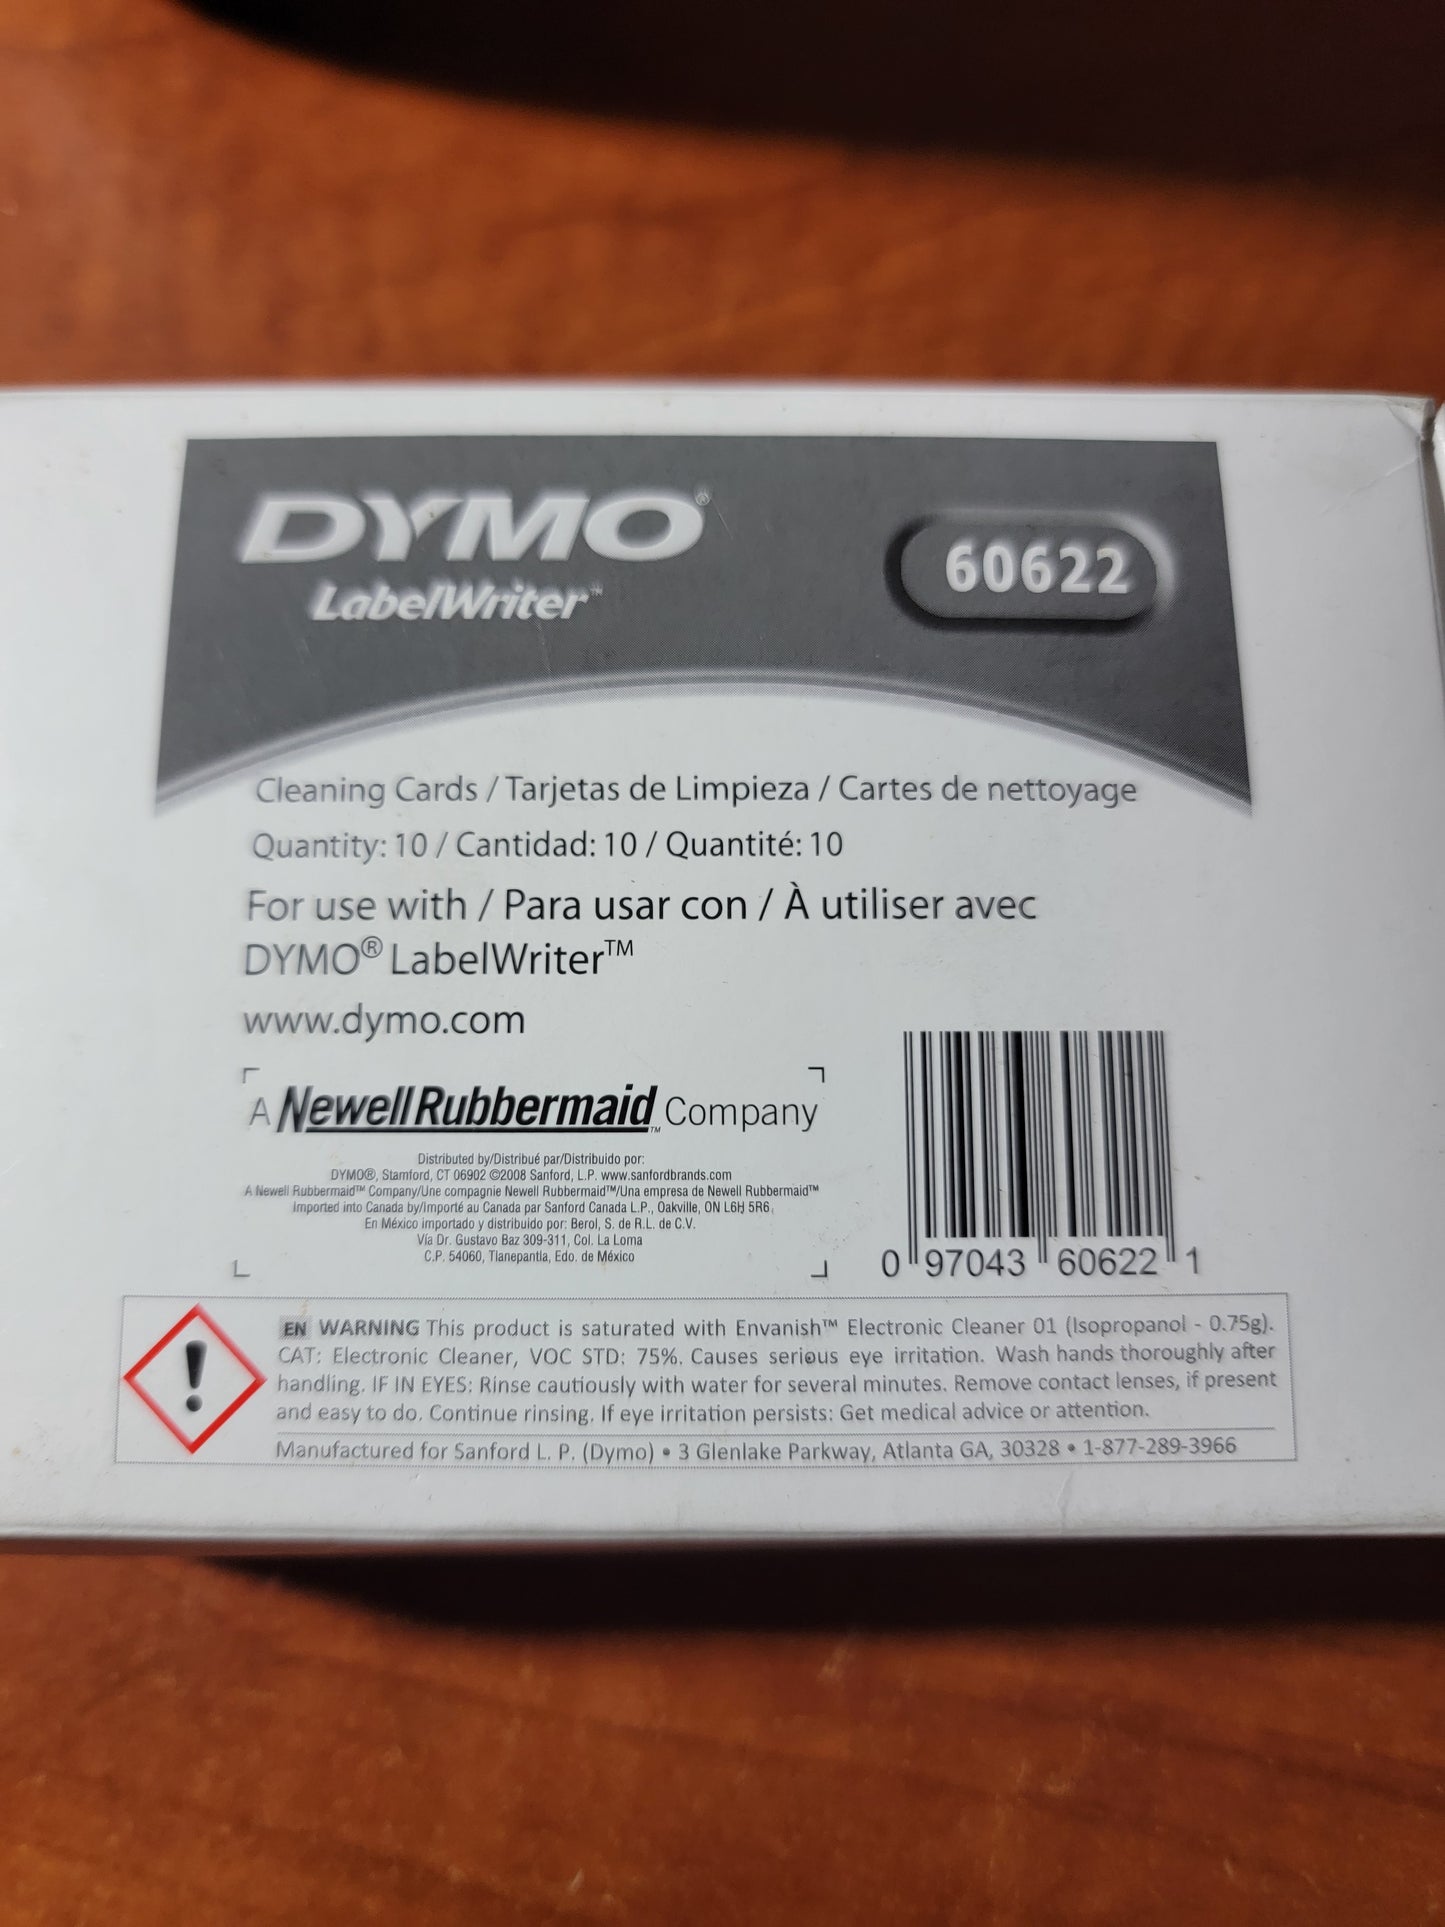 DYMO®
LabelWriter™
60622
Cleaning Cards / Tarjetas de Limpieza / Cartes de nettoyage
Quantity: 10 / Cantidad: 10 / Quantité: 10
For use with / Para usar con / À utiliser avec
DYMO® LabelWriter™
www.dymo.com
A NewellRubbermaid™ Company
Distributed by/Distribué par/Distribuido por:
DYMO®, Stamford, CT 06902 ©2008 Sanford, L.P. www.sanfordbrands.com
A Newell Rubbermaid™ Company/Une compagnie Newell Rubbermaid™/Una empresa de Newell Rubbermaid™
Imported into Canada by/Importé au Canada par Sanford Canada L.P., Oakville, ON L6H 5R6.
En México importado y distribuido por: Berol, S. de R.L. de C.V.
Vía Dr. Gustavo Baz 309-311, Col. La Loma
C.P. 54060, Tlanepantla, Edo. de México
0 97043 60622 1
EN WARNING This product is saturated with Envanish™ Electronic Cleaner 01 (Isopropanol - 0.75g).
CAT: Electronic Cleaner, VOC STD: 75%. Causes serious eye irritation. Wash hands thoroughly after
handling. IF IN EYES: Rinse cautiously with water for several minutes. Remove contact lenses, if present
and easy to do. Continue rinsing. If eye irritation persists: Get medical advice or attention.
Manufactured for Sanford L. P. (Dymo) • 3 Glenlake Parkway, Atlanta GA, 30328 • 1-877-289-3966